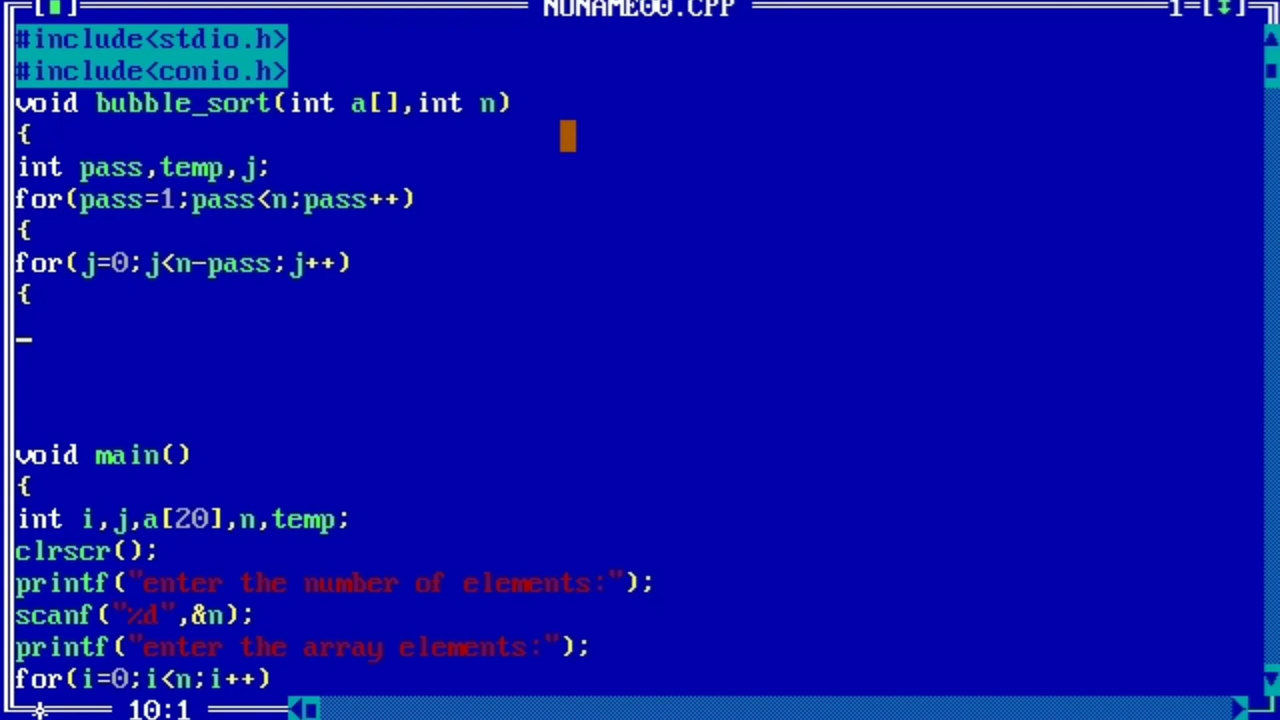 NONAME00.CPP
1=[↕]
#include<stdio.h>
#include<conio.h>
void bubble_sort(int a[],int n)
{
int pass,temp,j;
for(pass=1;pass<n;pass++)
{
for(j=0;j<n-pass;j++)
{
void main()
{
int i,j,a[20],n,temp;
clrscr();
printf("enter the number of elements:");
scanf("%d",&n);
printf("enter the array elements:");
for(i=0;i<n;i++)
10:1